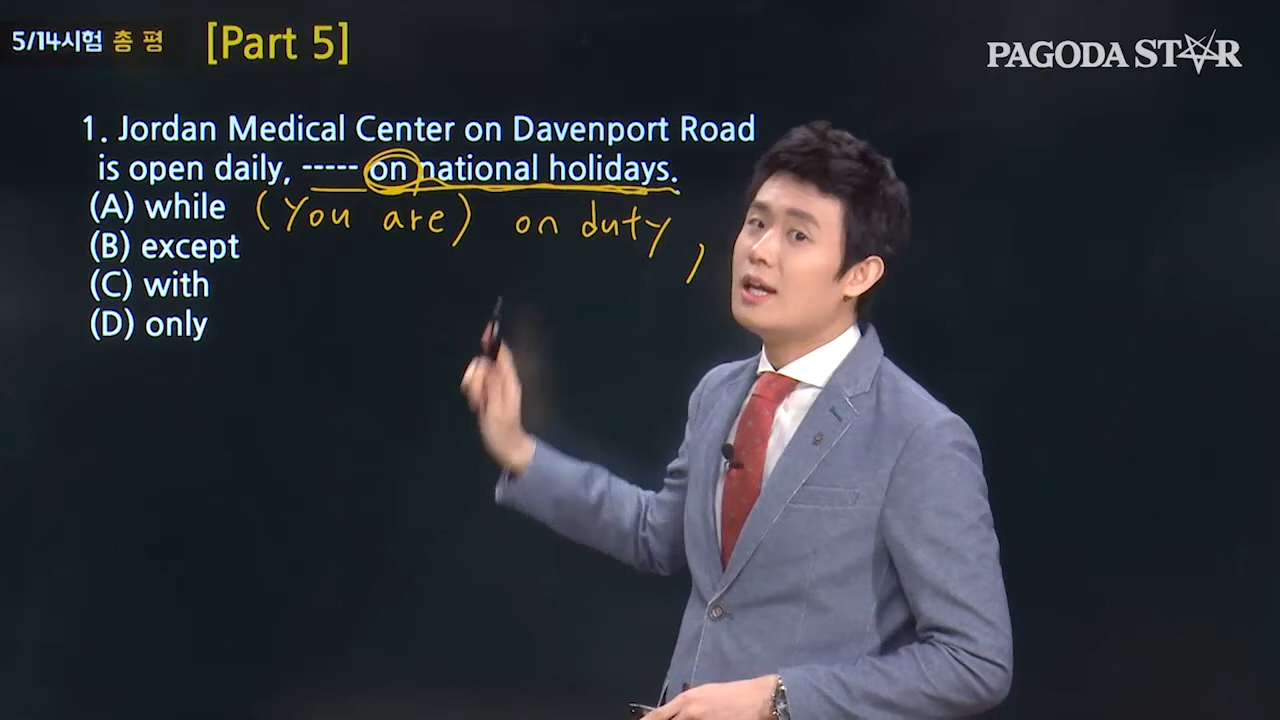 5/14시험 총 평
[Part 5]
PAGODA STAR
1. Jordan Medical Center on Davenport Road
is open daily, ----- on national holidays.
(A) while (You are) on duty,
(B) except
(C) with
(D) only